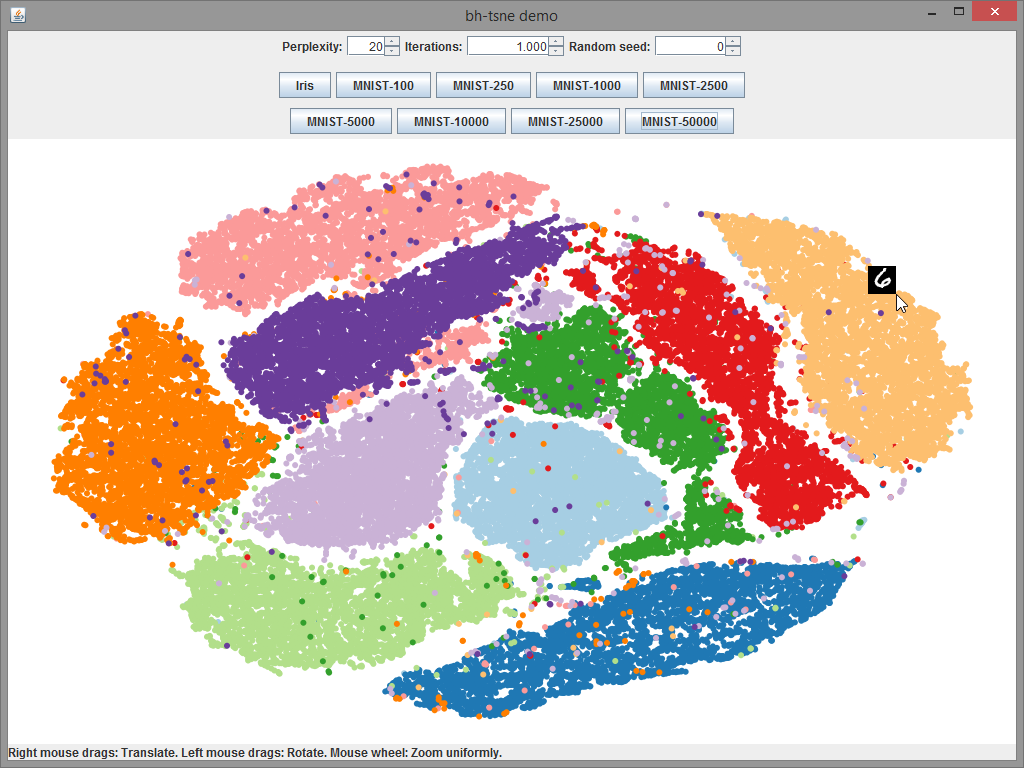 bh-tsne demo
Perplexity: 20 Iterations: 1.000 Random seed: 0
Iris MNIST-100 MNIST-250 MNIST-1000 MNIST-2500
MNIST-5000 MNIST-10000 MNIST-25000 MNIST-50000
6
Right mouse drags: Translate. Left mouse drags: Rotate. Mouse wheel: Zoom uniformly.